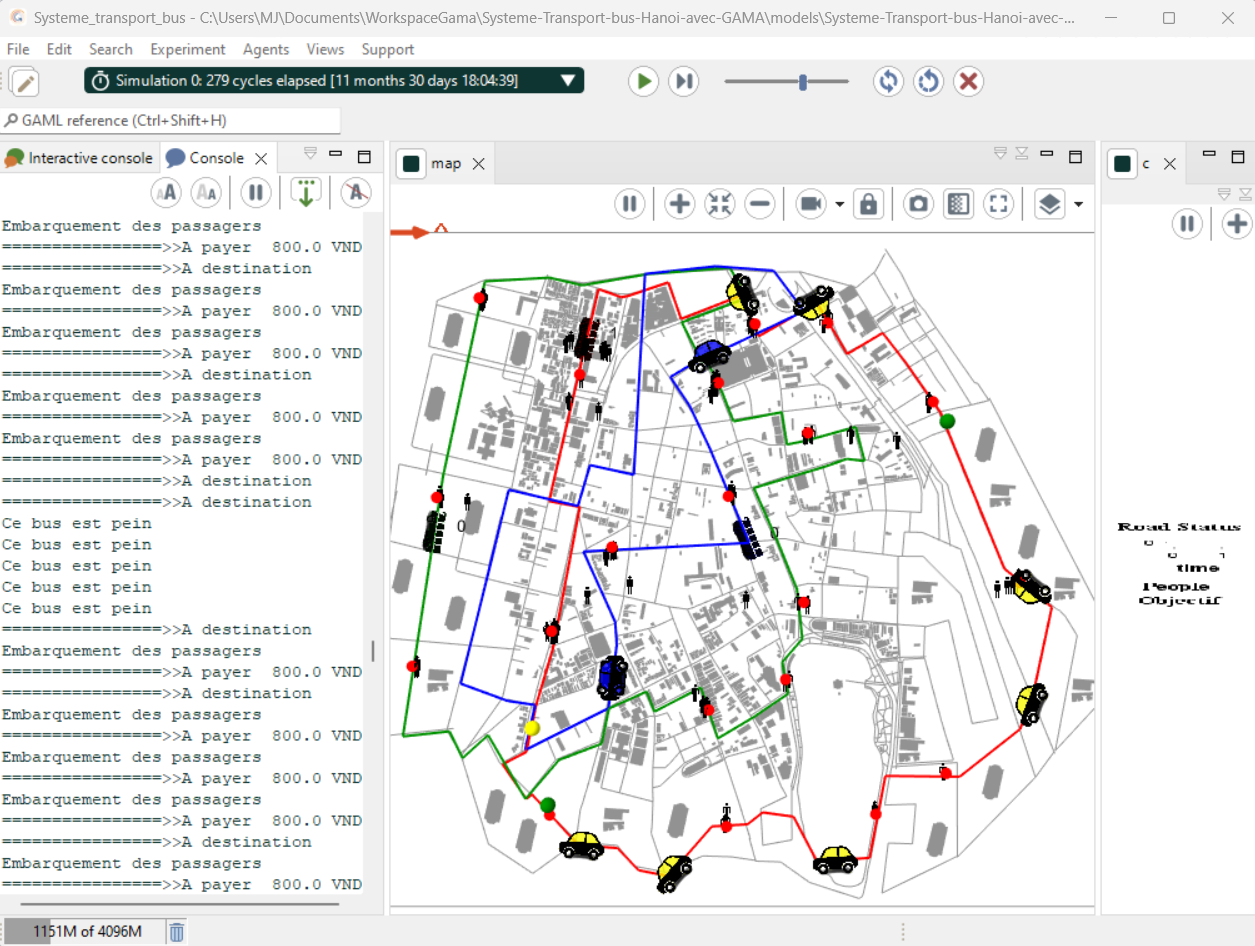 Systeme_transport_bus - C:\Users\MJ\Documents\WorkspaceGama\Systeme-Transport-bus-Hanoi-avec-GAMA\models\Systeme-Transport-bus-Hanoi-avec-...
File Edit Search Experiment Agents Views Support
Simulation 0: 279 cycles elapsed [11 months 30 days 18:04:39]
GAML reference (Ctrl+Shift+H)
Interactive console Console
map
c
Embarquement des passagers
================>>A payer  800.0 VND
================>>A destination
Embarquement des passagers
================>>A payer  800.0 VND
Embarquement des passagers
================>>A payer  800.0 VND
================>>A destination
Embarquement des passagers
================>>A payer  800.0 VND
Embarquement des passagers
================>>A payer  800.0 VND
================>>A destination
================>>A destination
Ce bus est pein
Ce bus est pein
Ce bus est pein
Ce bus est pein
Ce bus est pein
================>>A destination
Embarquement des passagers
================>>A payer  800.0 VND
================>>A destination
Embarquement des passagers
================>>A payer  800.0 VND
Embarquement des passagers
================>>A payer  800.0 VND
Embarquement des passagers
================>>A payer  800.0 VND
================>>A destination
Embarquement des passagers
================>>A payer  800.0 VND
1
0
0
Road Status
time
People
Objectif
1151M of 4096M